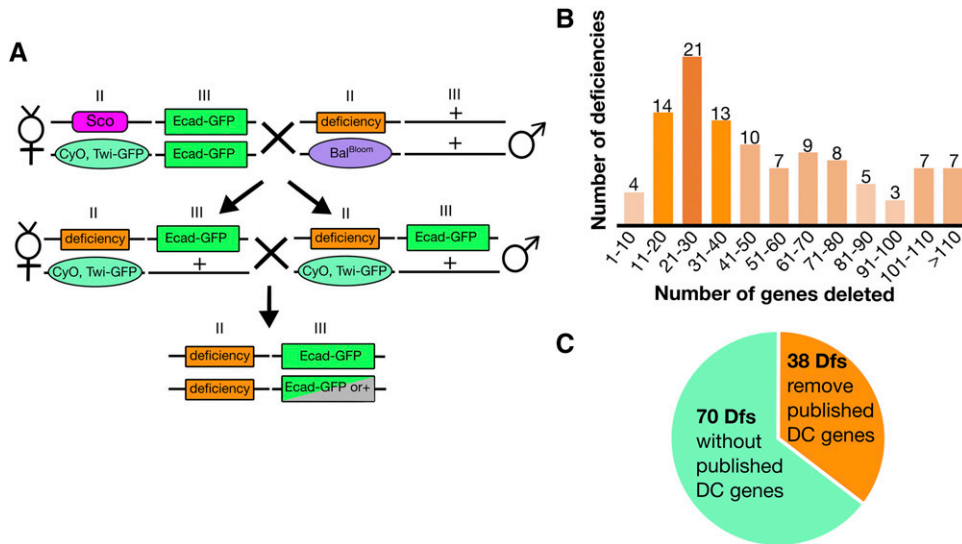 A
II
III
II
III
Sco
Ecad-GFP
deficiency
+
CyO, Twi-GFP
Ecad-GFP
Bal^Bloom
+
II
III
II
III
deficiency
Ecad-GFP
deficiency
Ecad-GFP
CyO, Twi-GFP
+
CyO, Twi-GFP
+
II
III
deficiency
Ecad-GFP
deficiency
Ecad-GFP or+
B
Number of deficiencies
4
14
21
13
10
7
9
8
5
3
7
7
1-10
11-20
21-30
31-40
41-50
51-60
61-70
71-80
81-90
91-100
101-110
>110
Number of genes deleted
C
38 Dfs
remove
published
DC genes
70 Dfs
without
published
DC genes